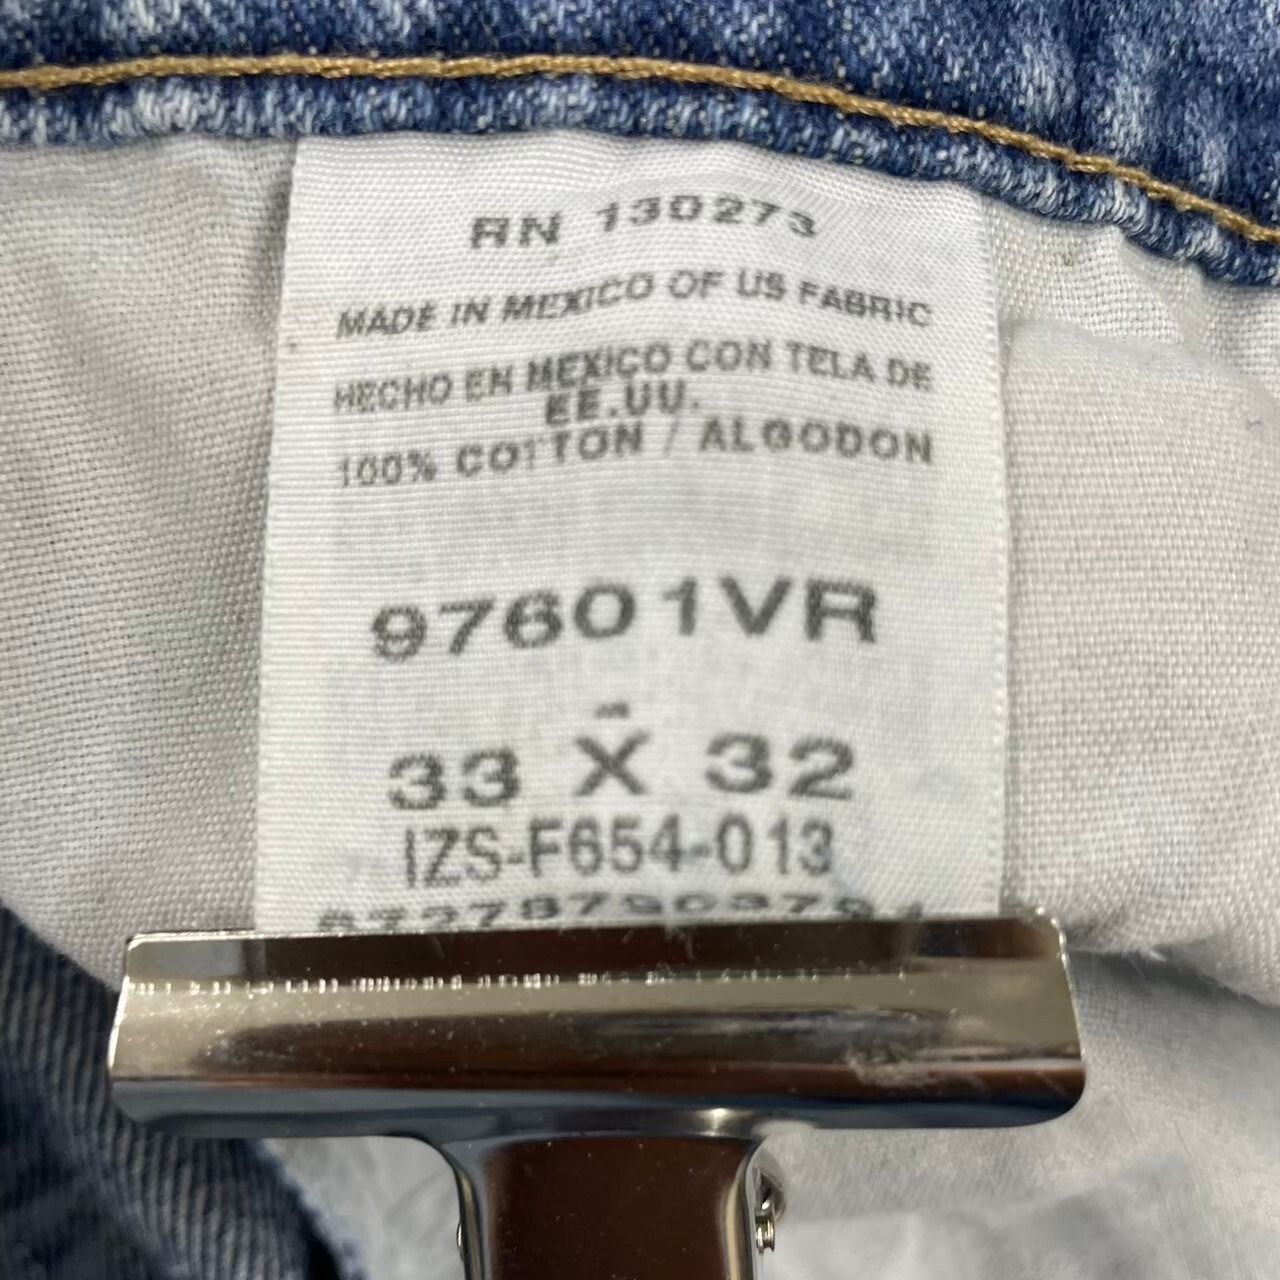 RN 130273
MADE IN MEXICO OF US FABRIC
HECHO EN MEXICO CON TELA DE
EE.UU.
100% COTTON / ALGODON
97601VR
33 X 32
IZS-F654-013